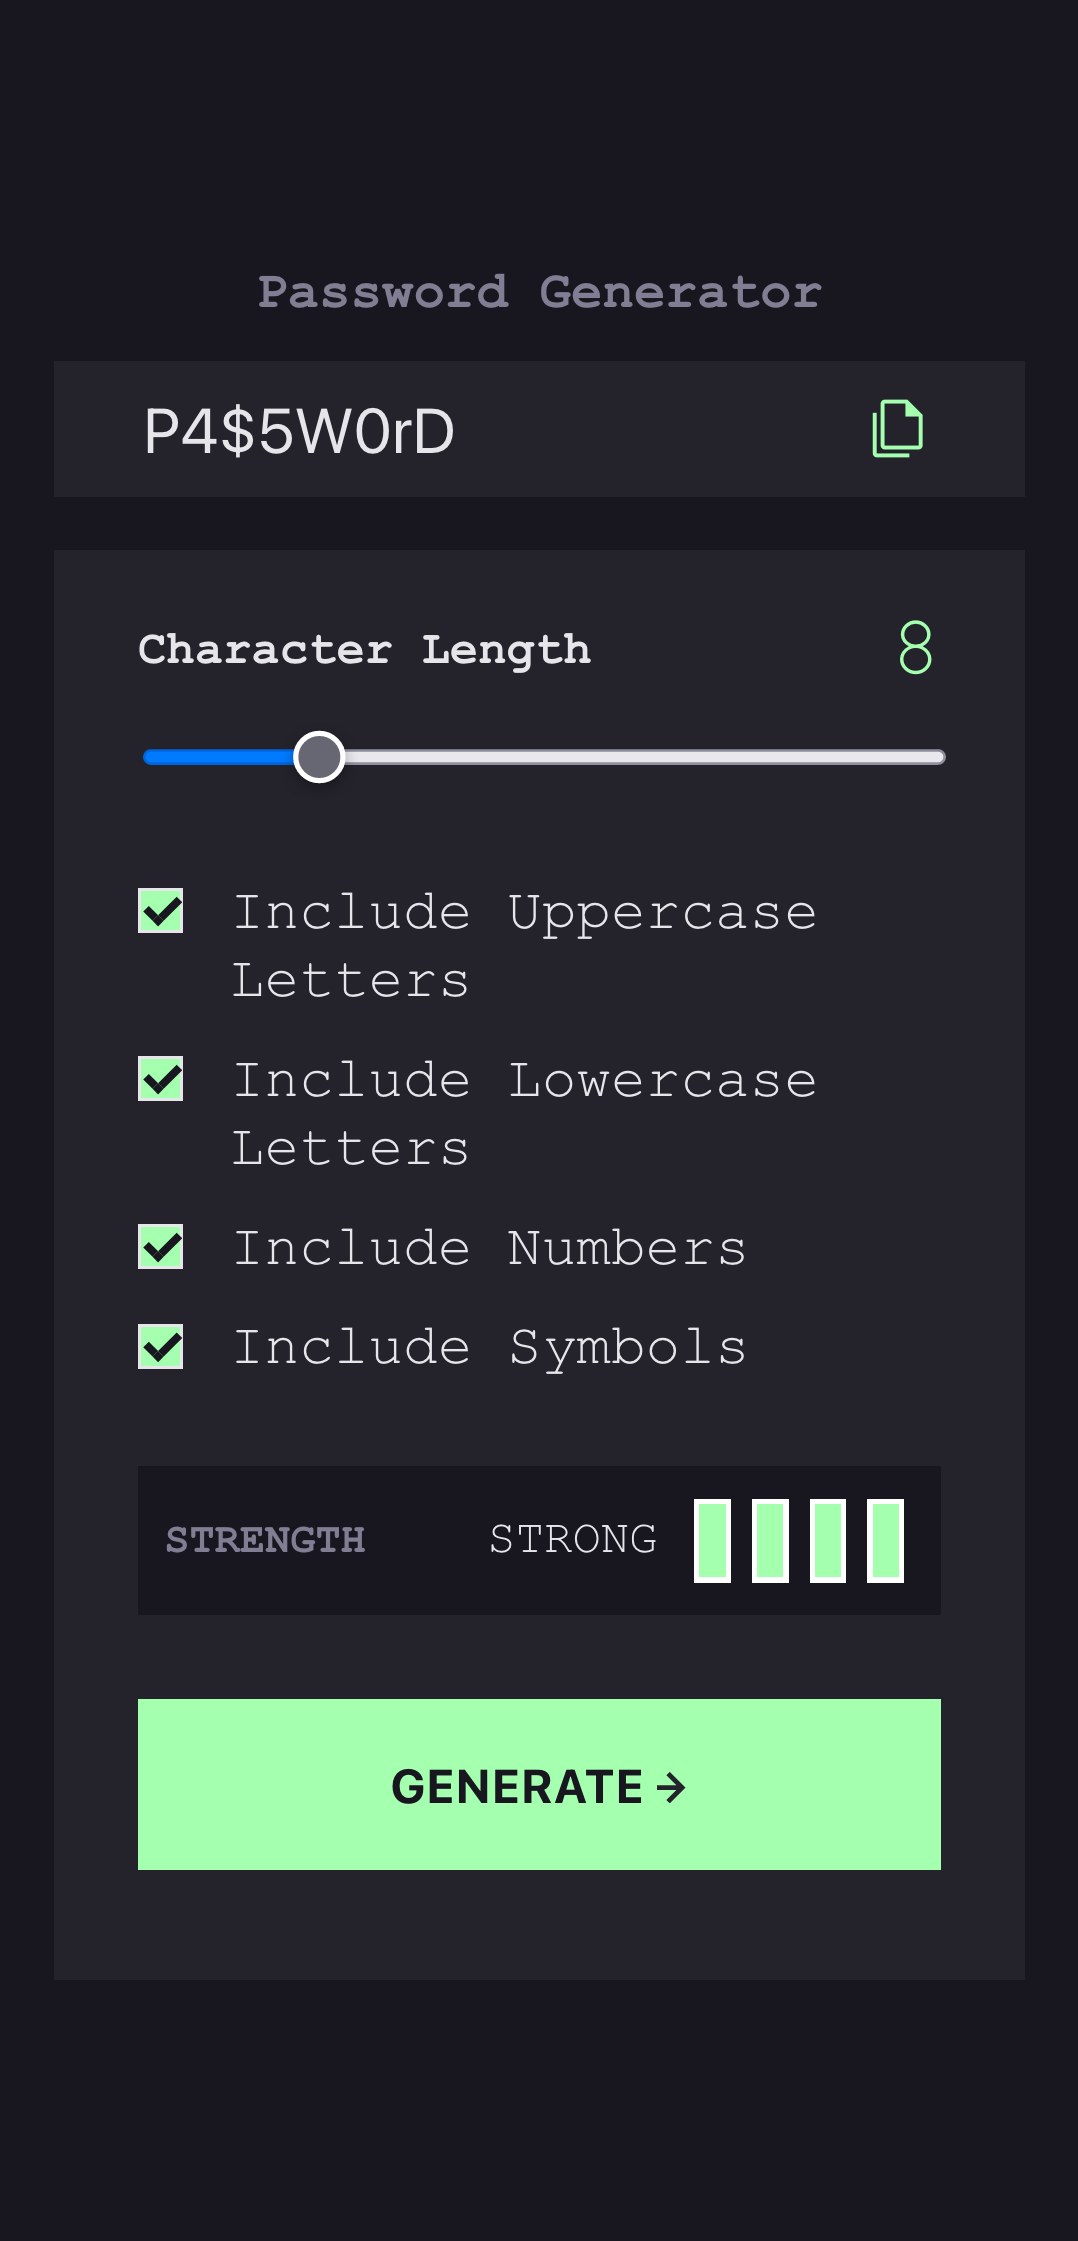 Password Generator
P4$5W0rD
Character Length 8
Include Uppercase
Letters
Include Lowercase
Letters
Include Numbers
Include Symbols
STRENGTH STRONG
GENERATE →